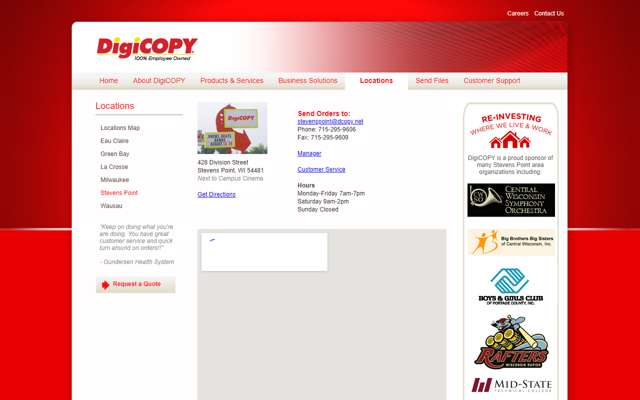 Careers Contact Us
DigiCOPY
100% Employee Owned
Home About DigiCOPY Products & Services Business Solutions Locations Send Files Customer Support
Locations
Locations Map
Eau Claire
Green Bay
La Crosse
Milwaukee
Stevens Point
Wausau
"Keep on doing what you're
are doing. You have great
customer service and quick
turn around on orders!!"
- Gundersen Health System
Request a Quote
DIGICOPY
428 Division Street
Stevens Point, WI 54481
Next to Campus Cinema
Get Directions
Send Orders to:
stevenspoint@dcopy.net
Phone: 715-295-9606
Fax: 715-295-9609
Manager
Customer Service
Hours
Monday-Friday 7am-7pm
Saturday 9am-2pm
Sunday Closed
RE-INVESTING
WHERE WE LIVE & WORK
DigiCOPY is a proud sponsor of
many Stevens Point area
organizations including:
CENTRAL
WISCONSIN
SYMPHONY
ORCHESTRA
Big Brothers Big Sisters
of Central Wisconsin, Inc.
BOYS & GIRLS CLUB
OF PORTAGE COUNTY, INC.
RAFTERS
WISCONSIN RAPIDS
MID-STATE
TECHNICAL COLLEGE